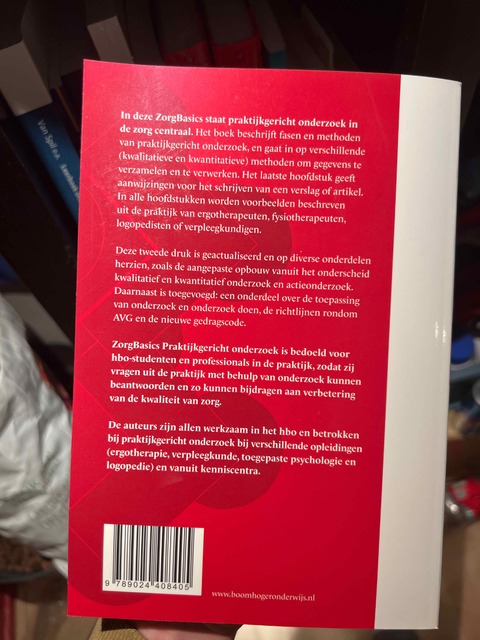 Van Spil e.a.
In deze ZorgBasics staat praktijkgericht onderzoek in
de zorg centraal. Het boek beschrijft fasen en methoden
van praktijkgericht onderzoek, en gaat in op verschillende
(kwalitatieve en kwantitatieve) methoden om gegevens te
verzamelen en te verwerken. Het laatste hoofdstuk geeft
aanwijzingen voor het schrijven van een verslag of artikel.
In alle hoofdstukken worden voorbeelden beschreven
uit de praktijk van ergotherapeuten, fysiotherapeuten,
logopedisten of verpleegkundigen.
Deze tweede druk is geactualiseerd en op diverse onderdelen
herzien, zoals de aangepaste opbouw vanuit het onderscheid
kwalitatief en kwantitatief onderzoek en actieonderzoek.
Daarnaast is toegevoegd: een onderdeel over de toepassing
van onderzoek en onderzoek doen, de richtlijnen rondom
AVG en de nieuwe gedragscode.
ZorgBasics Praktijkgericht onderzoek is bedoeld voor
hbo-studenten en professionals in de praktijk, zodat zij
vragen uit de praktijk met behulp van onderzoek kunnen
beantwoorden en zo kunnen bijdragen aan verbetering
van de kwaliteit van zorg.
De auteurs zijn allen werkzaam in het hbo en betrokken
bij praktijkgericht onderzoek bij verschillende opleidingen
(ergotherapie, verpleegkunde, toegepaste psychologie en
logopedie) en vanuit kenniscentra.
9 789024 408405
www.boomhogeronderwijs.nl